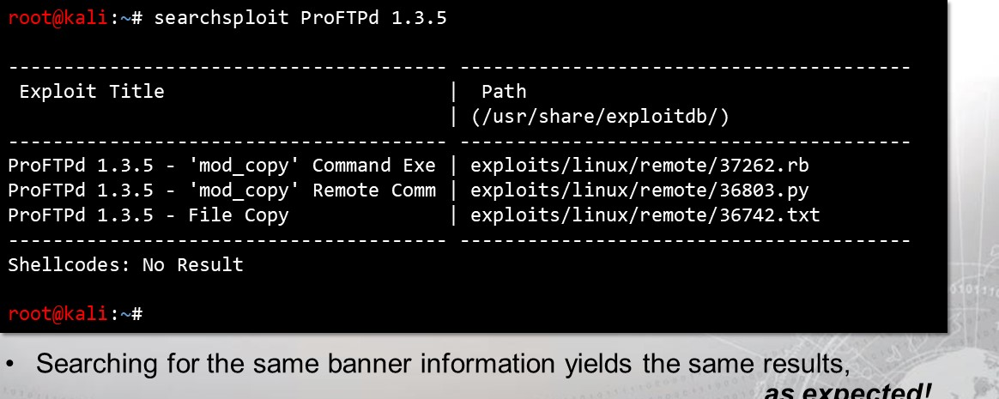 root@kali:~# searchsploit ProFTPd 1.3.5
--------------------------------------- ----------------------------------------
Exploit Title | Path
| (/usr/share/exploitdb/)
--------------------------------------- ----------------------------------------
ProFTPd 1.3.5 - 'mod_copy' Command Exe | exploits/linux/remote/37262.rb
ProFTPd 1.3.5 - 'mod_copy' Remote Comm | exploits/linux/remote/36803.py
ProFTPd 1.3.5 - File Copy | exploits/linux/remote/36742.txt
--------------------------------------- ----------------------------------------
Shellcodes: No Result
root@kali:~#
• Searching for the same banner information yields the same results,
as expected!